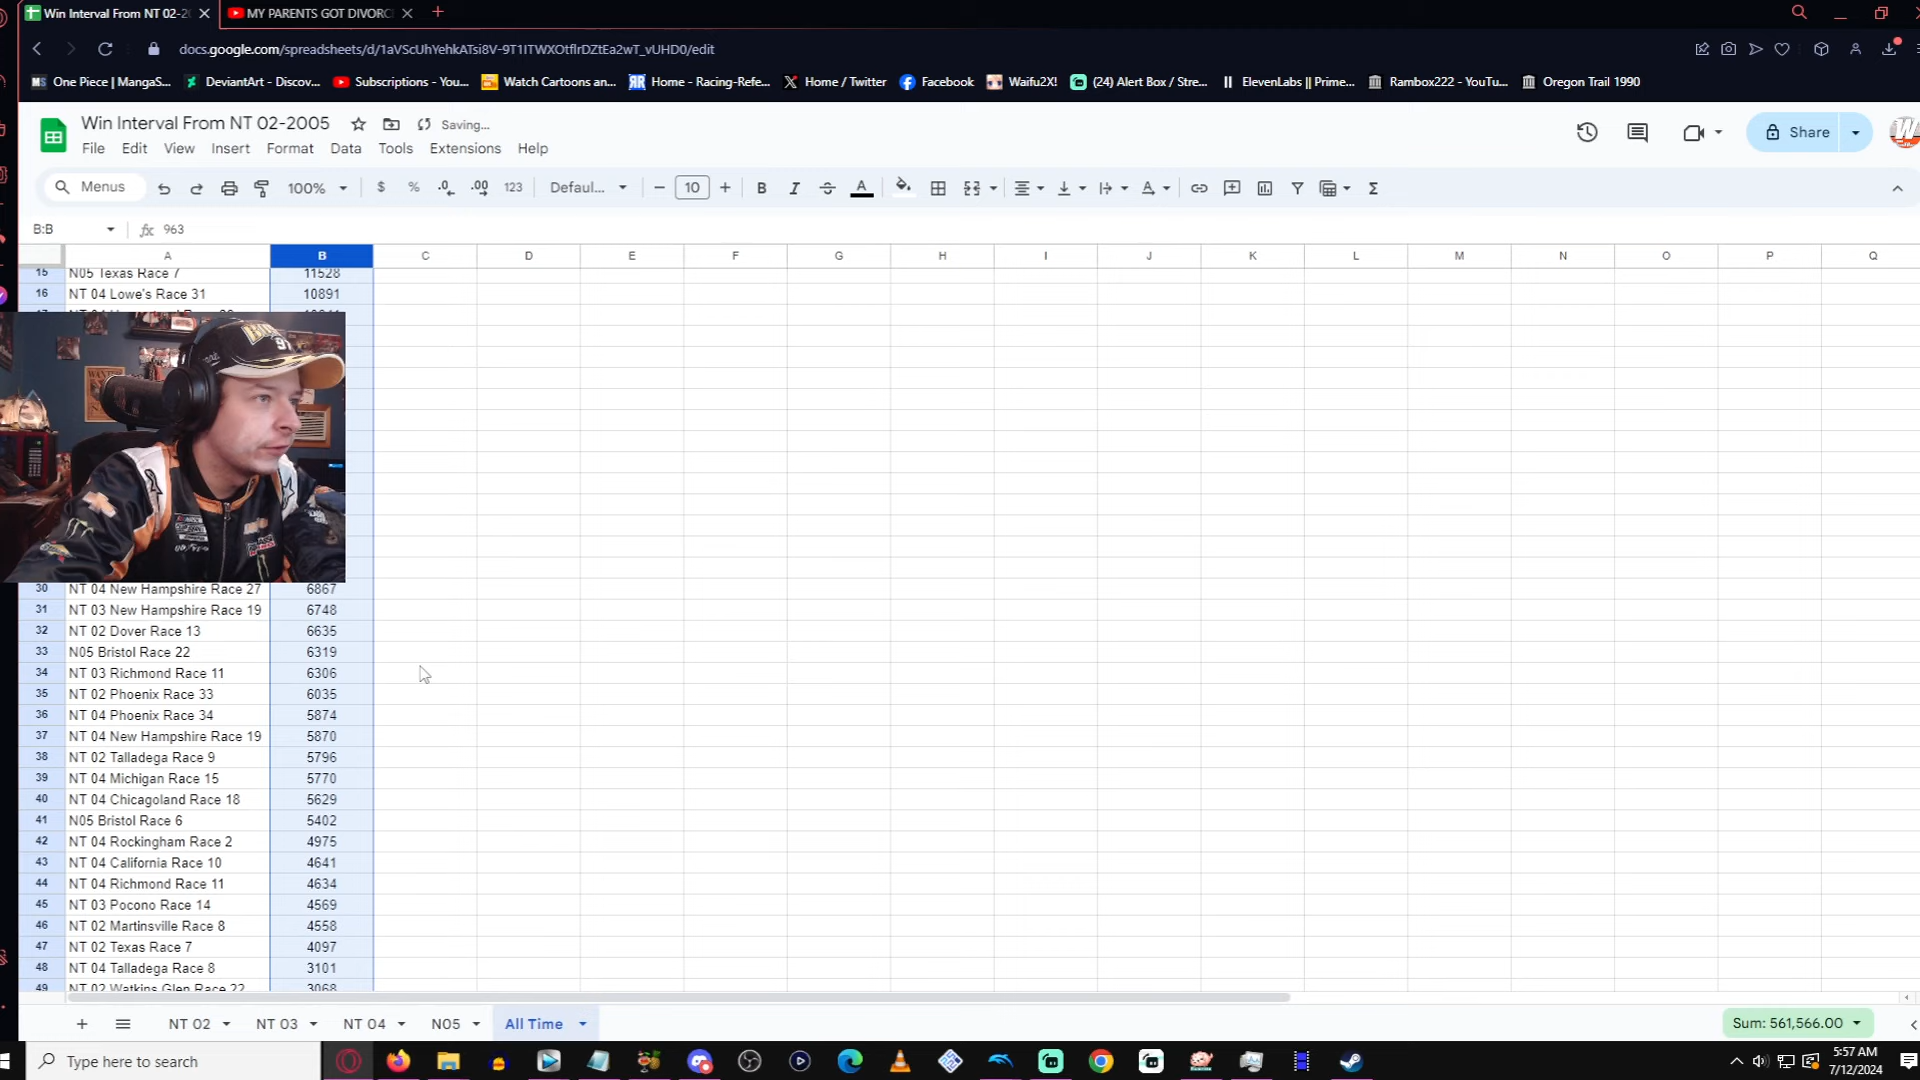 Win Interval From NT 02-2
MY PARENTS GOT DIVORC
docs.google.com/spreadsheets/d/1aVScUhYehkATsi8V-9T1ITWXOtflrDZtEa2wT_vUHD0/edit
One Piece | MangaS...
DeviantArt - Discov...
Subscriptions - You...
Watch Cartoons an...
Home - Racing-Refe...
Home / Twitter
Facebook
Waifu2X!
(24) Alert Box / Stre...
ElevenLabs || Prime...
Rambox222 - YouTu...
Oregon Trail 1990
Win Interval From NT 02-2005
Saving...
File Edit View Insert Format Data Tools Extensions Help
Share
Menus 100% $ % .0 .00 123 Defaul... − 10 + B I A
B:B fx 963
A B C D E F G H I J K L M N O P Q
15 N05 Texas Race 7 11528
16 NT 04 Lowe's Race 31 10891
30 NT 04 New Hampshire Race 27 6867
31 NT 03 New Hampshire Race 19 6748
32 NT 02 Dover Race 13 6635
33 N05 Bristol Race 22 6319
34 NT 03 Richmond Race 11 6306
35 NT 02 Phoenix Race 33 6035
36 NT 04 Phoenix Race 34 5874
37 NT 04 New Hampshire Race 19 5870
38 NT 02 Talladega Race 9 5796
39 NT 04 Michigan Race 15 5770
40 NT 04 Chicagoland Race 18 5629
41 N05 Bristol Race 6 5402
42 NT 04 Rockingham Race 2 4975
43 NT 04 California Race 10 4641
44 NT 04 Richmond Race 11 4634
45 NT 03 Pocono Race 14 4569
46 NT 02 Martinsville Race 8 4558
47 NT 02 Texas Race 7 4097
48 NT 04 Talladega Race 8 3101
49 NT 02 Watkins Glen Race 22 3068
NT 02 NT 03 NT 04 N05 All Time
Sum: 561,566.00
Type here to search
5:57 AM
7/12/2024